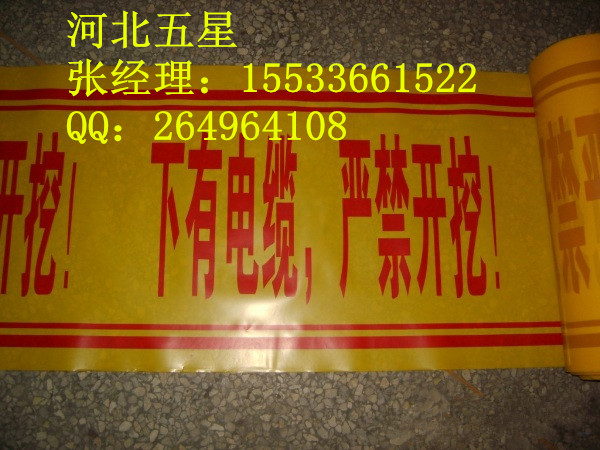 河北五星
张经理：15533661522
QQ：264964108
开挖！ 下有电缆，严禁开挖！ 禁开